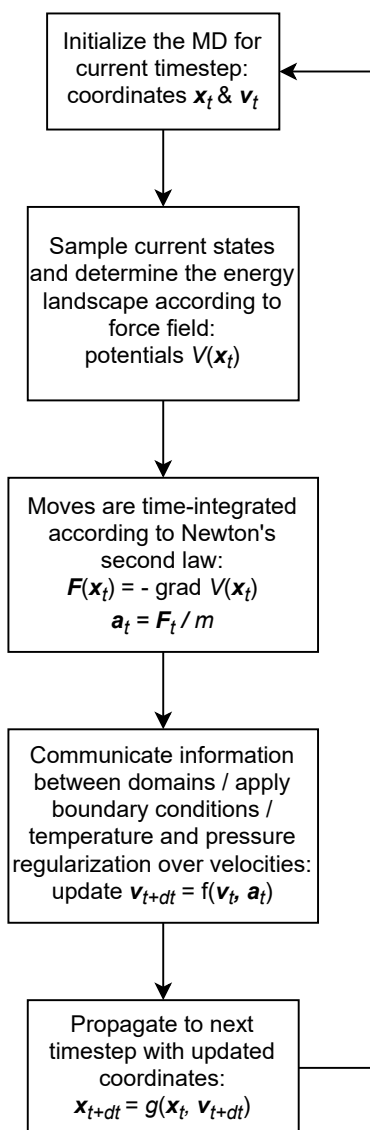 Initialize the MD for
current timestep:
coordinates x_t & v_t
Sample current states
and determine the energy
landscape according to
force field:
potentials V(x_t)
Moves are time-integrated
according to Newton's
second law:
F(x_t) = - grad V(x_t)
a_t = F_t / m
Communicate information
between domains / apply
boundary conditions /
temperature and pressure
regularization over velocities:
update v_{t+dt} = f(v_t, a_t)
Propagate to next
timestep with updated
coordinates:
x_{t+dt} = g(x_t, v_{t+dt})